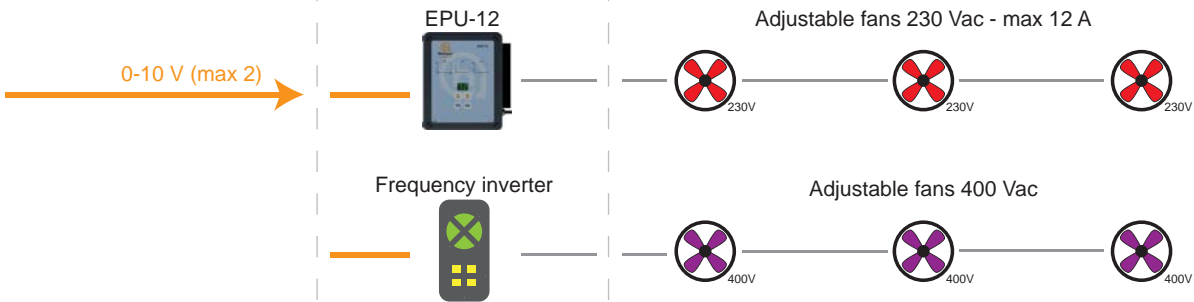 EPU-12
Adjustable fans 230 Vac - max 12 A
0-10 V (max 2)
230V
230V
230V
Frequency inverter
Adjustable fans 400 Vac
400V
400V
400V